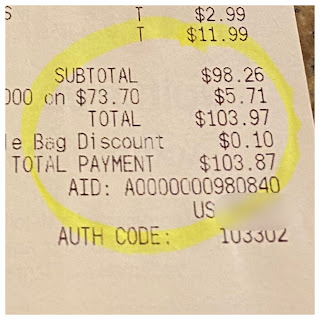 S T $2.99
T $11.99
SUBTOTAL $98.26
000 on $73.70 $5.71
TOTAL $103.97
le Bag Discount $0.10
TOTAL PAYMENT $103.87
AID: A0000000980840
US
AUTH CODE: 103302